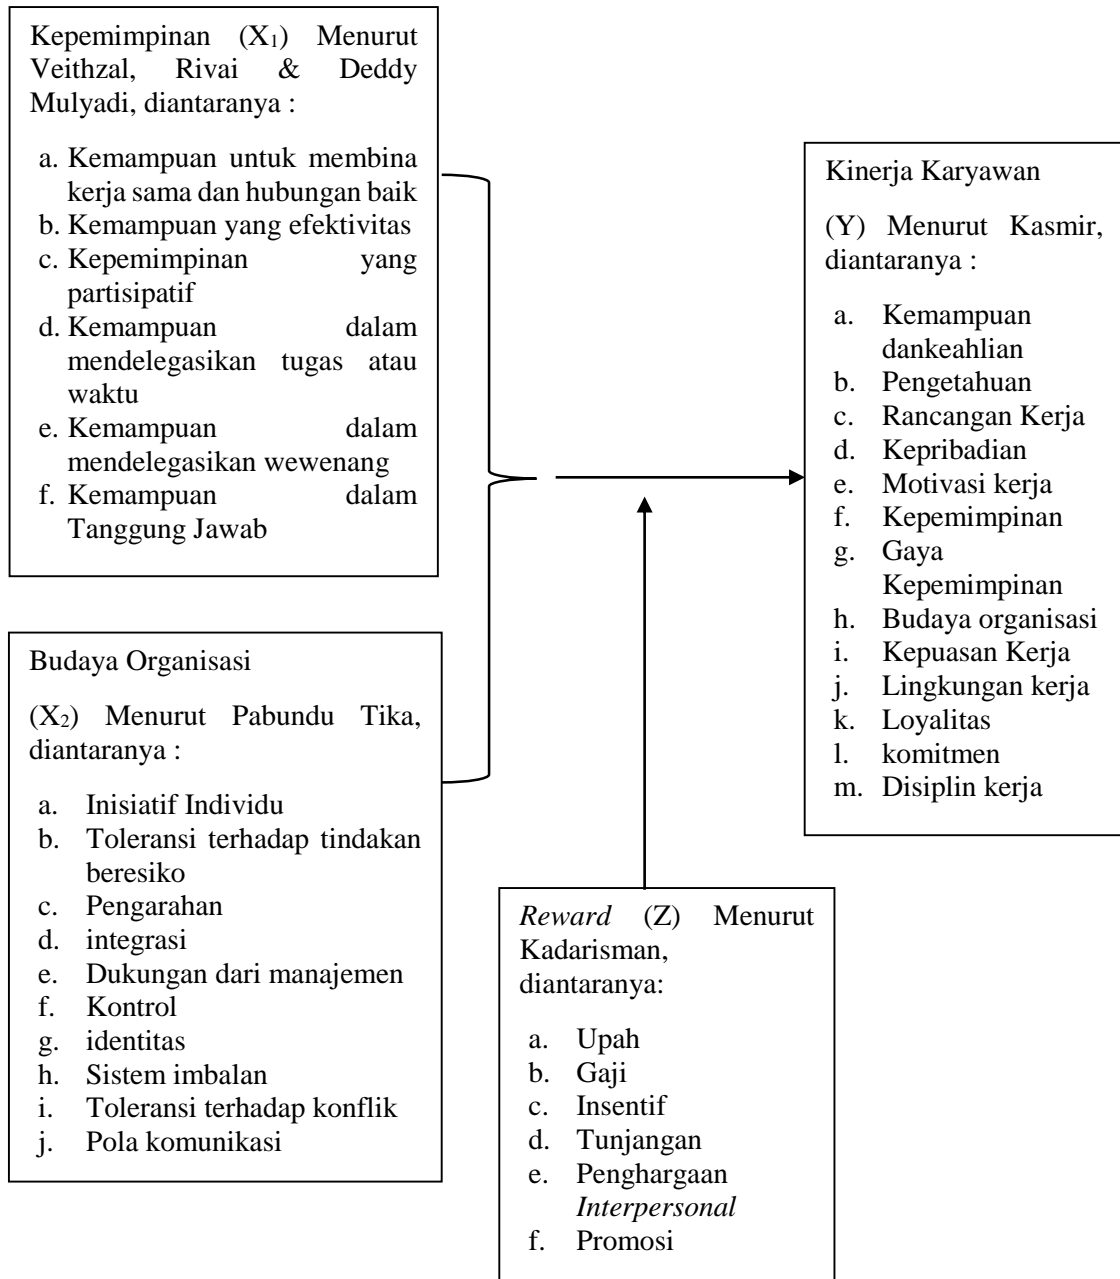 Kepemimpinan (X₁) Menurut
Veithzal, Rivai & Deddy
Mulyadi, diantaranya :
a. Kemampuan untuk membina
kerja sama dan hubungan baik
b. Kemampuan yang efektivitas
c. Kepemimpinan yang
partisipatif
d. Kemampuan dalam
mendelegasikan tugas atau
waktu
e. Kemampuan dalam
mendelegasikan wewenang
f. Kemampuan dalam
Tanggung Jawab
Budaya Organisasi
(X₂) Menurut Pabundu Tika,
diantaranya :
a. Inisiatif Individu
b. Toleransi terhadap tindakan
beresiko
c. Pengarahan
d. integrasi
e. Dukungan dari manajemen
f. Kontrol
g. identitas
h. Sistem imbalan
i. Toleransi terhadap konflik
j. Pola komunikasi
Reward (Z) Menurut
Kadarisman,
diantaranya:
a. Upah
b. Gaji
c. Insentif
d. Tunjangan
e. Penghargaan
Interpersonal
f. Promosi
Kinerja Karyawan
(Y) Menurut Kasmir,
diantaranya :
a. Kemampuan
dankeahlian
b. Pengetahuan
c. Rancangan Kerja
d. Kepribadian
e. Motivasi kerja
f. Kepemimpinan
g. Gaya
Kepemimpinan
h. Budaya organisasi
i. Kepuasan Kerja
j. Lingkungan kerja
k. Loyalitas
l. komitmen
m. Disiplin kerja